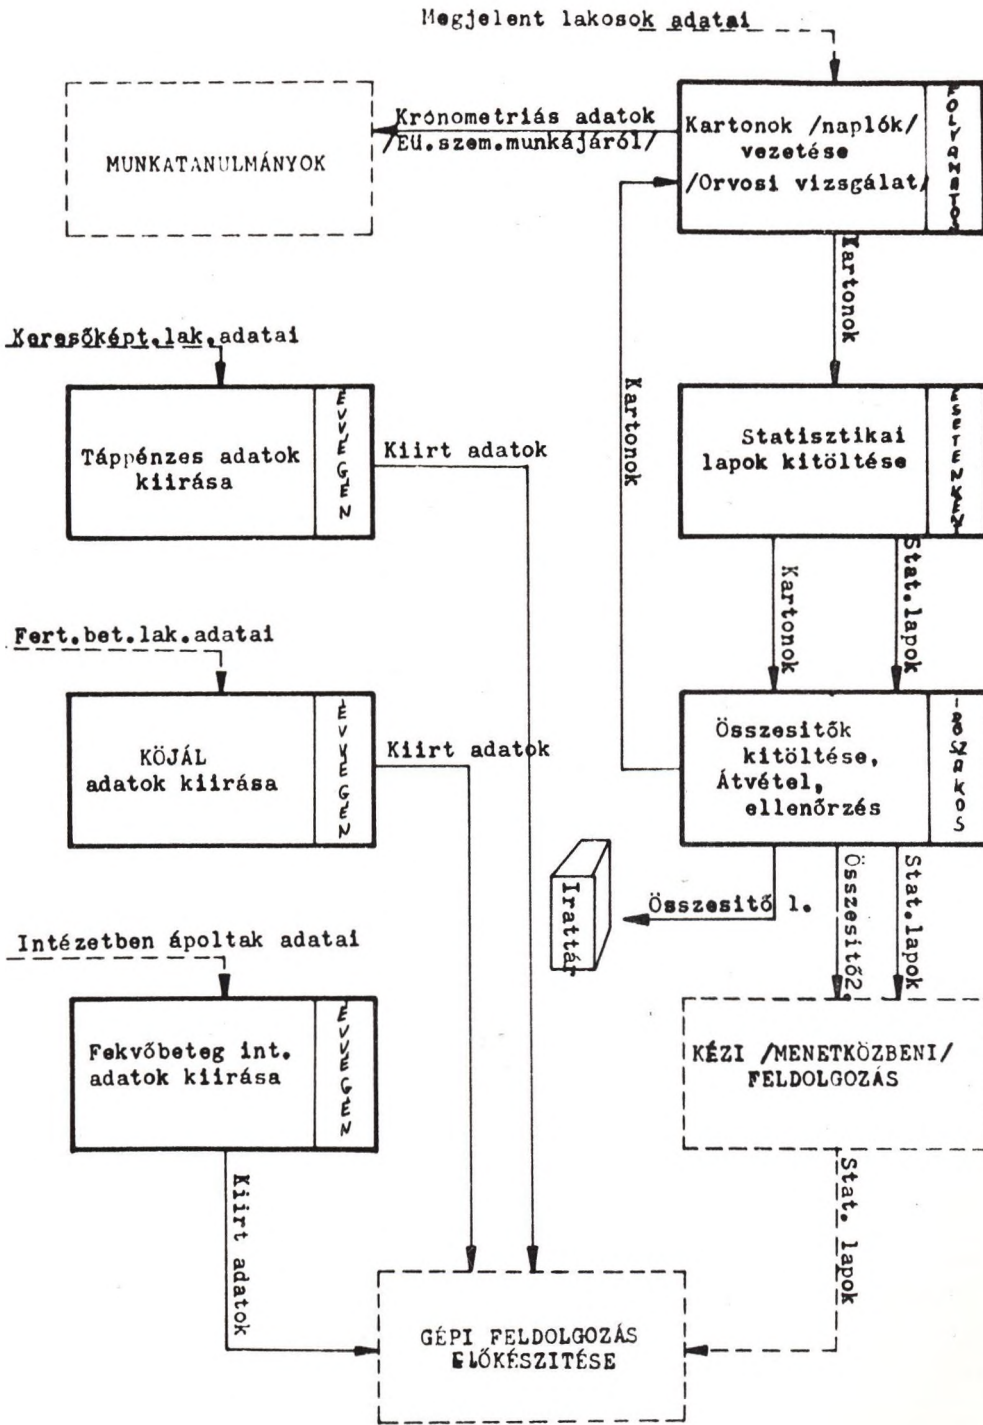 Megjelent lakosok adatai
Kronometriás adatok
/Eü.szem.munkájáról/
MUNKATANULMÁNYOK
Kartonok /naplók/
vezetése
/Orvosi vizsgálat/
FOLYAMATOS
Kartonok
Keresőképt.lak.adatai
Táppénzes adatok
kiirása
ÉVVÉGÉN
Kiirt adatok
Kartonok
Statisztikai
lapok kitöltése
ESETENKÉNT
Kartonok
Stat.lapok
Fert.bet.lak.adatai
KÖJÁL
adatok kiirása
ÉVVÉGÉN
Kiirt adatok
Összesitők
kitöltése,
Átvétel,
ellenőrzés
IDŐSZAKOS
Irattár
Összesitő 1.
Összesitő2.
Stat.lapok
Intézetben ápoltak adatai
Fekvőbeteg int.
adatok kiirása
ÉVVÉGÉN
Kiirt adatok
KÉZI /MENETKÖZBENI/
FELDOLGOZÁS
Stat. lapok
GÉPI FELDOLGOZÁS
ELŐKÉSZITÉSE